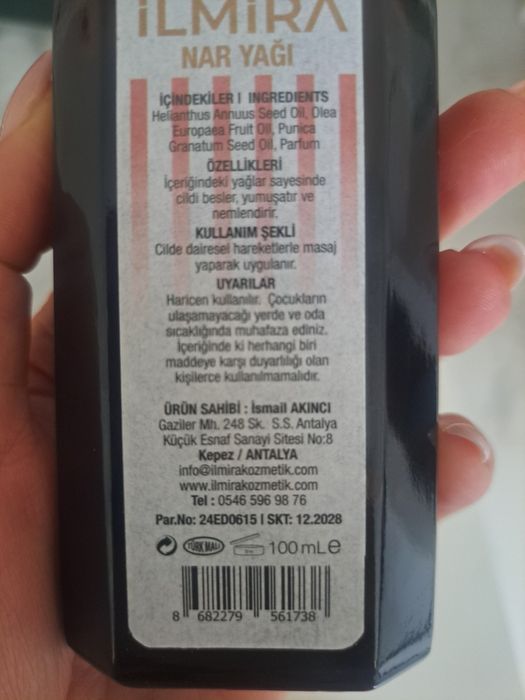 iLMiRA
NAR YAĞI
İÇİNDEKİLER I INGREDIENTS
Helianthus Annuus Seed Oil, Olea
Europaea Fruit Oil, Punica
Granatum Seed Oil, Parfum
ÖZELLİKLERİ
İçeriğindeki yağlar sayesinde
cildi besler, yumuşatır ve
nemlendirir.
KULLANIM ŞEKLİ
Cilde dairesel hareketlerle masaj
yaparak uygulanır.
UYARILAR
Haricen kullanılır. Çocukların
ulaşamayacağı yerde ve oda
sıcaklığında muhafaza ediniz.
İçeriğinde ki herhangi biri
maddeye karşı duyarlılığı olan
kişilerce kullanılmamalıdır.
ÜRÜN SAHİBİ : İsmail AKINCI
Gaziler Mh. 248 Sk. S.S. Antalya
Küçük Esnaf Sanayi Sitesi No:8
Kepez / ANTALYA
info@ilmirakozmetik.com
www.ilmirakozmetik.com
Tel : 0546 596 98 76
Par.No: 24ED0615 I SKT: 12.2028
TÜRK MALI 100 mL e
8 682279 561738